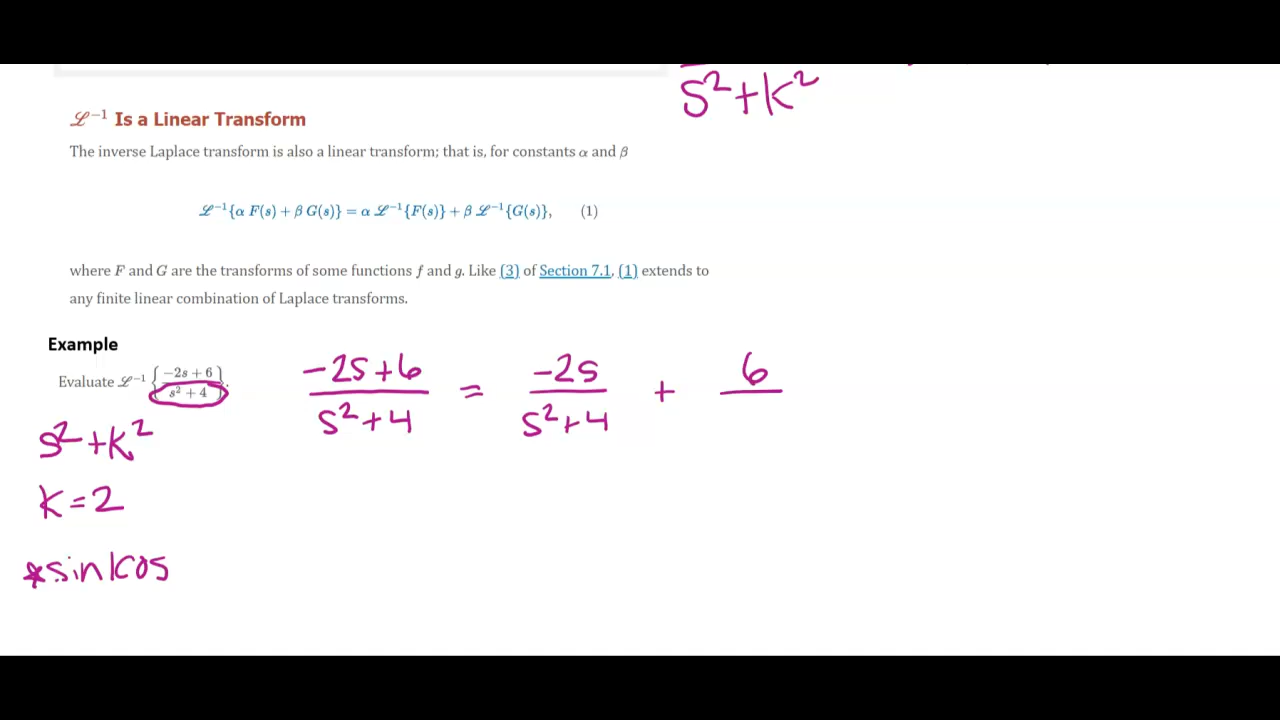 s²+k²
ℒ⁻¹ Is a Linear Transform
The inverse Laplace transform is also a linear transform; that is, for constants α and β
ℒ⁻¹{α F(s) + β G(s)} = α ℒ⁻¹{F(s)} + β ℒ⁻¹{G(s)}, (1)
where F and G are the transforms of some functions f and g. Like (3) of Section 7.1, (1) extends to
any finite linear combination of Laplace transforms.
Example
Evaluate ℒ⁻¹ {(−2s + 6)/(s² + 4)}.
(−2s+6)/(s²+4) = (−2s)/(s²+4) + 6/
s²+k²
k=2
*sin/cos